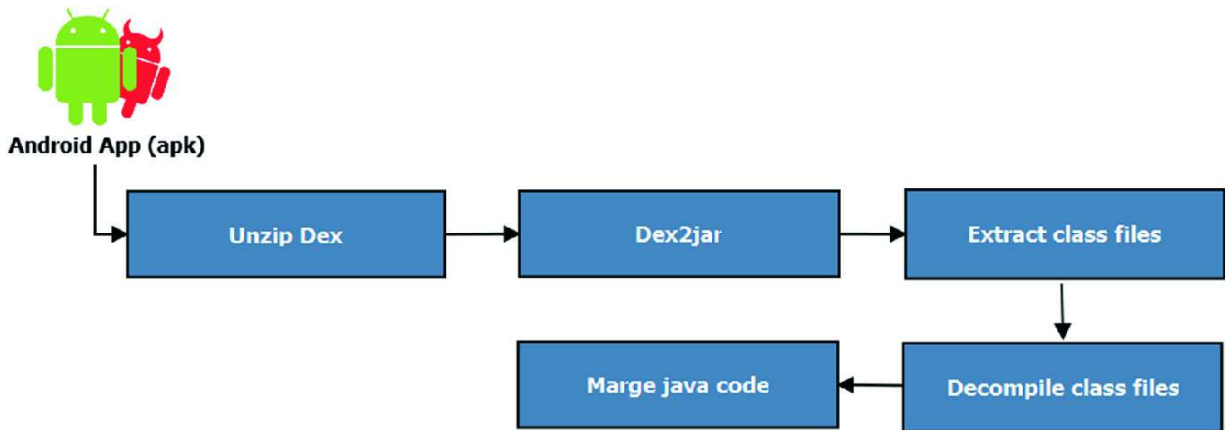 Android App (apk)
Unzip Dex
Dex2jar
Extract class files
Decompile class files
Marge java code